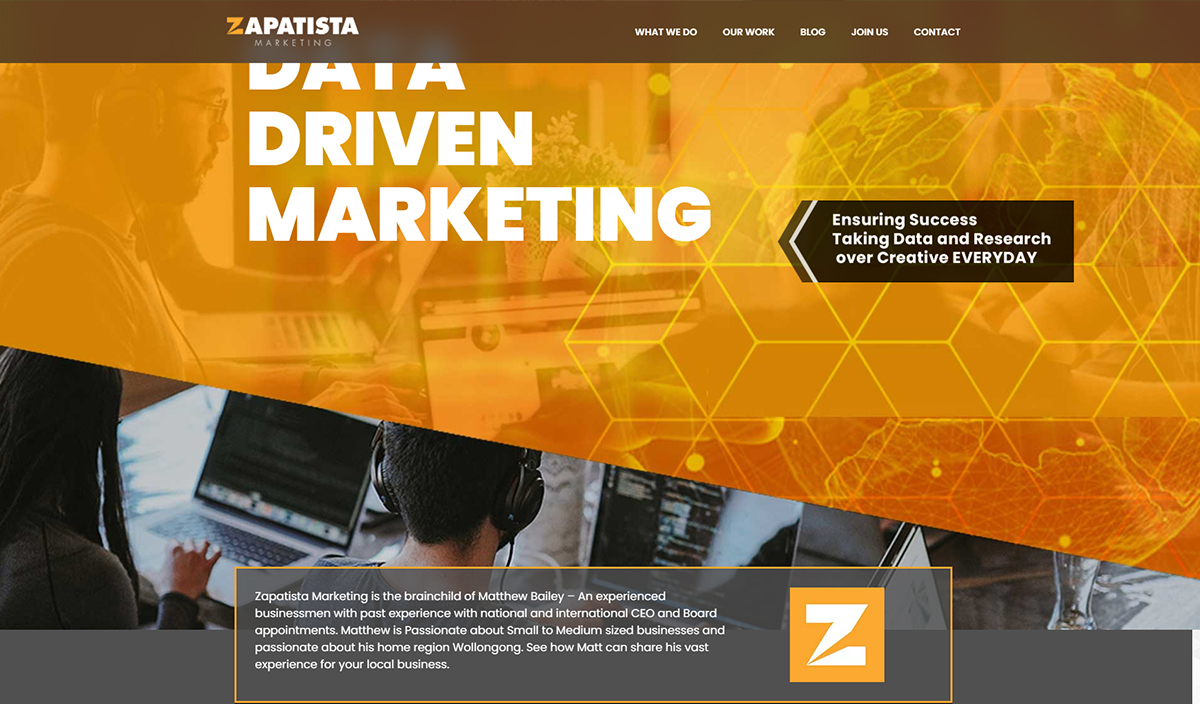 ZAPATISTA
MARKETING
WHAT WE DO
OUR WORK
BLOG
JOIN US
CONTACT
DATA
DRIVEN
MARKETING
Ensuring Success
Taking Data and Research
over Creative EVERYDAY
Zapatista Marketing is the brainchild of Matthew Bailey – An experienced
businessmen with past experience with national and international CEO and Board
appointments. Matthew is Passionate about Small to Medium sized businesses and
passionate about his home region Wollongong. See how Matt can share his vast
experience for your local business.
Z